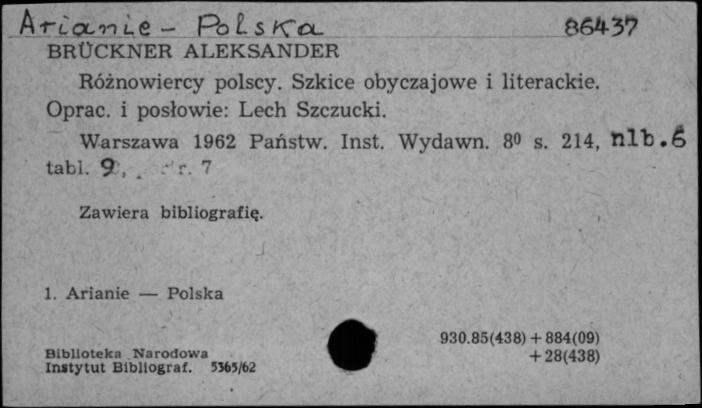 Arianie - Polska 86437
BRÜCKNER ALEKSANDER
Różnowiercy polscy. Szkice obyczajowe i literackie.
Oprac. i posłowie: Lech Szczucki.
Warszawa 1962 Państw. Inst. Wydawn. 8⁰ s. 214, nlb.6
tabl. 9, r. 7
Zawiera bibliografię.
1. Arianie — Polska
930.85(438) + 884(09)
Biblioteka Narodowa + 28(438)
Instytut Bibliograf. 5365/62